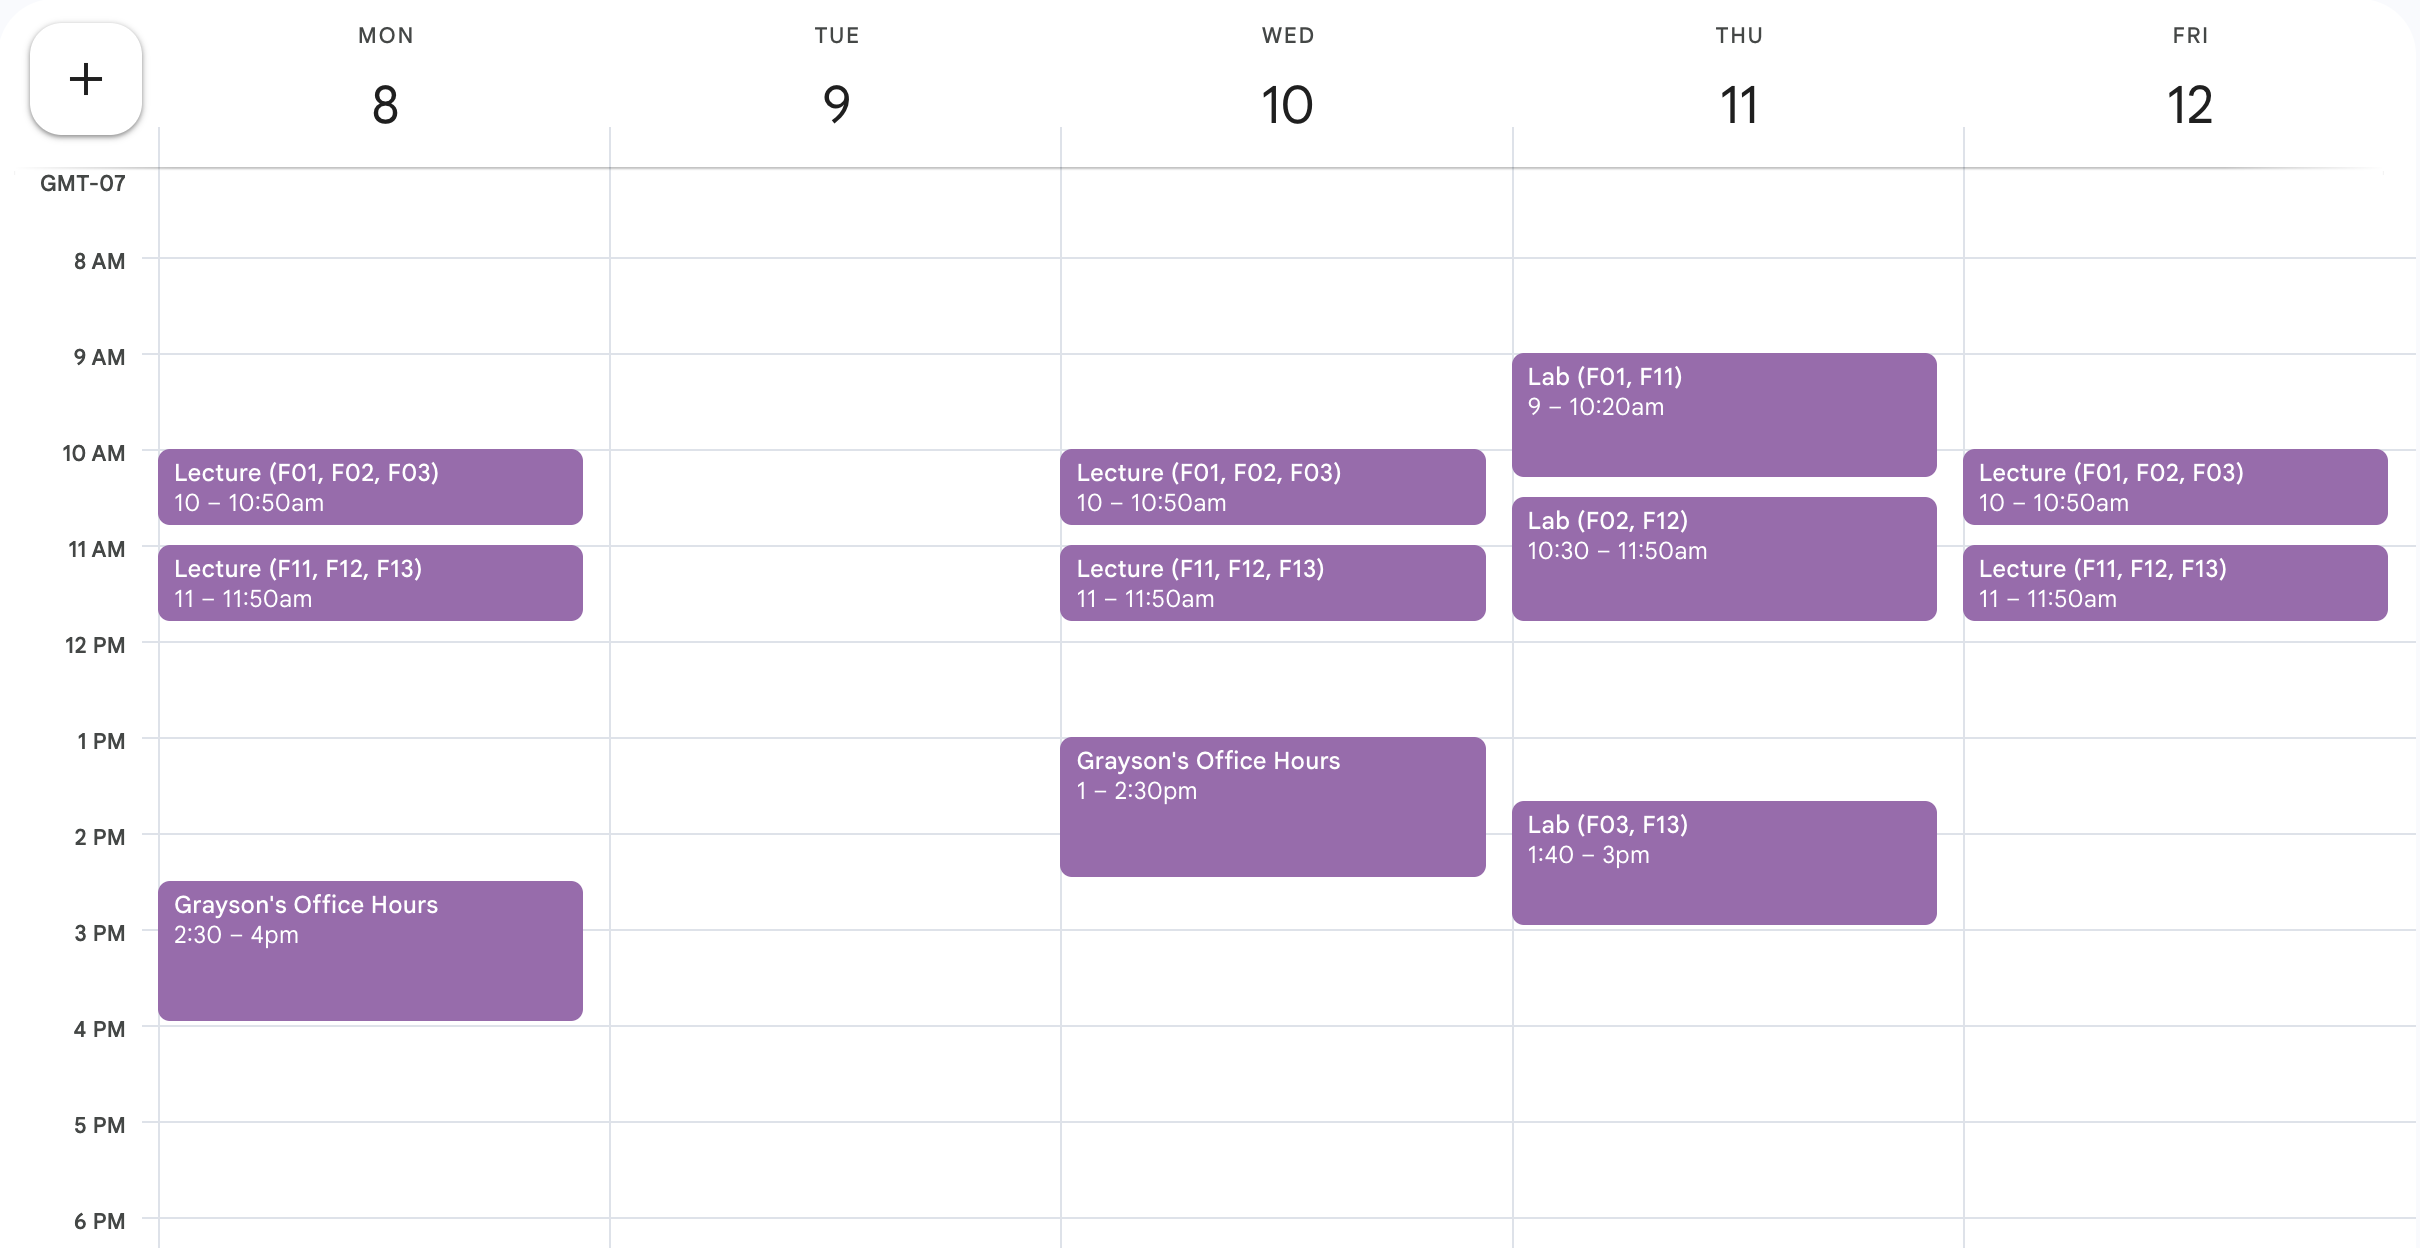 MON
8
TUE
9
WED
10
THU
11
FRI
12
GMT-07
8 AM
9 AM
10 AM
11 AM
12 PM
1 PM
2 PM
3 PM
4 PM
5 PM
6 PM
Lecture (F01, F02, F03)
10 – 10:50am
Lecture (F11, F12, F13)
11 – 11:50am
Grayson's Office Hours
2:30 – 4pm
Lecture (F01, F02, F03)
10 – 10:50am
Lecture (F11, F12, F13)
11 – 11:50am
Grayson's Office Hours
1 – 2:30pm
Lab (F01, F11)
9 – 10:20am
Lab (F02, F12)
10:30 – 11:50am
Lab (F03, F13)
1:40 – 3pm
Lecture (F01, F02, F03)
10 – 10:50am
Lecture (F11, F12, F13)
11 – 11:50am